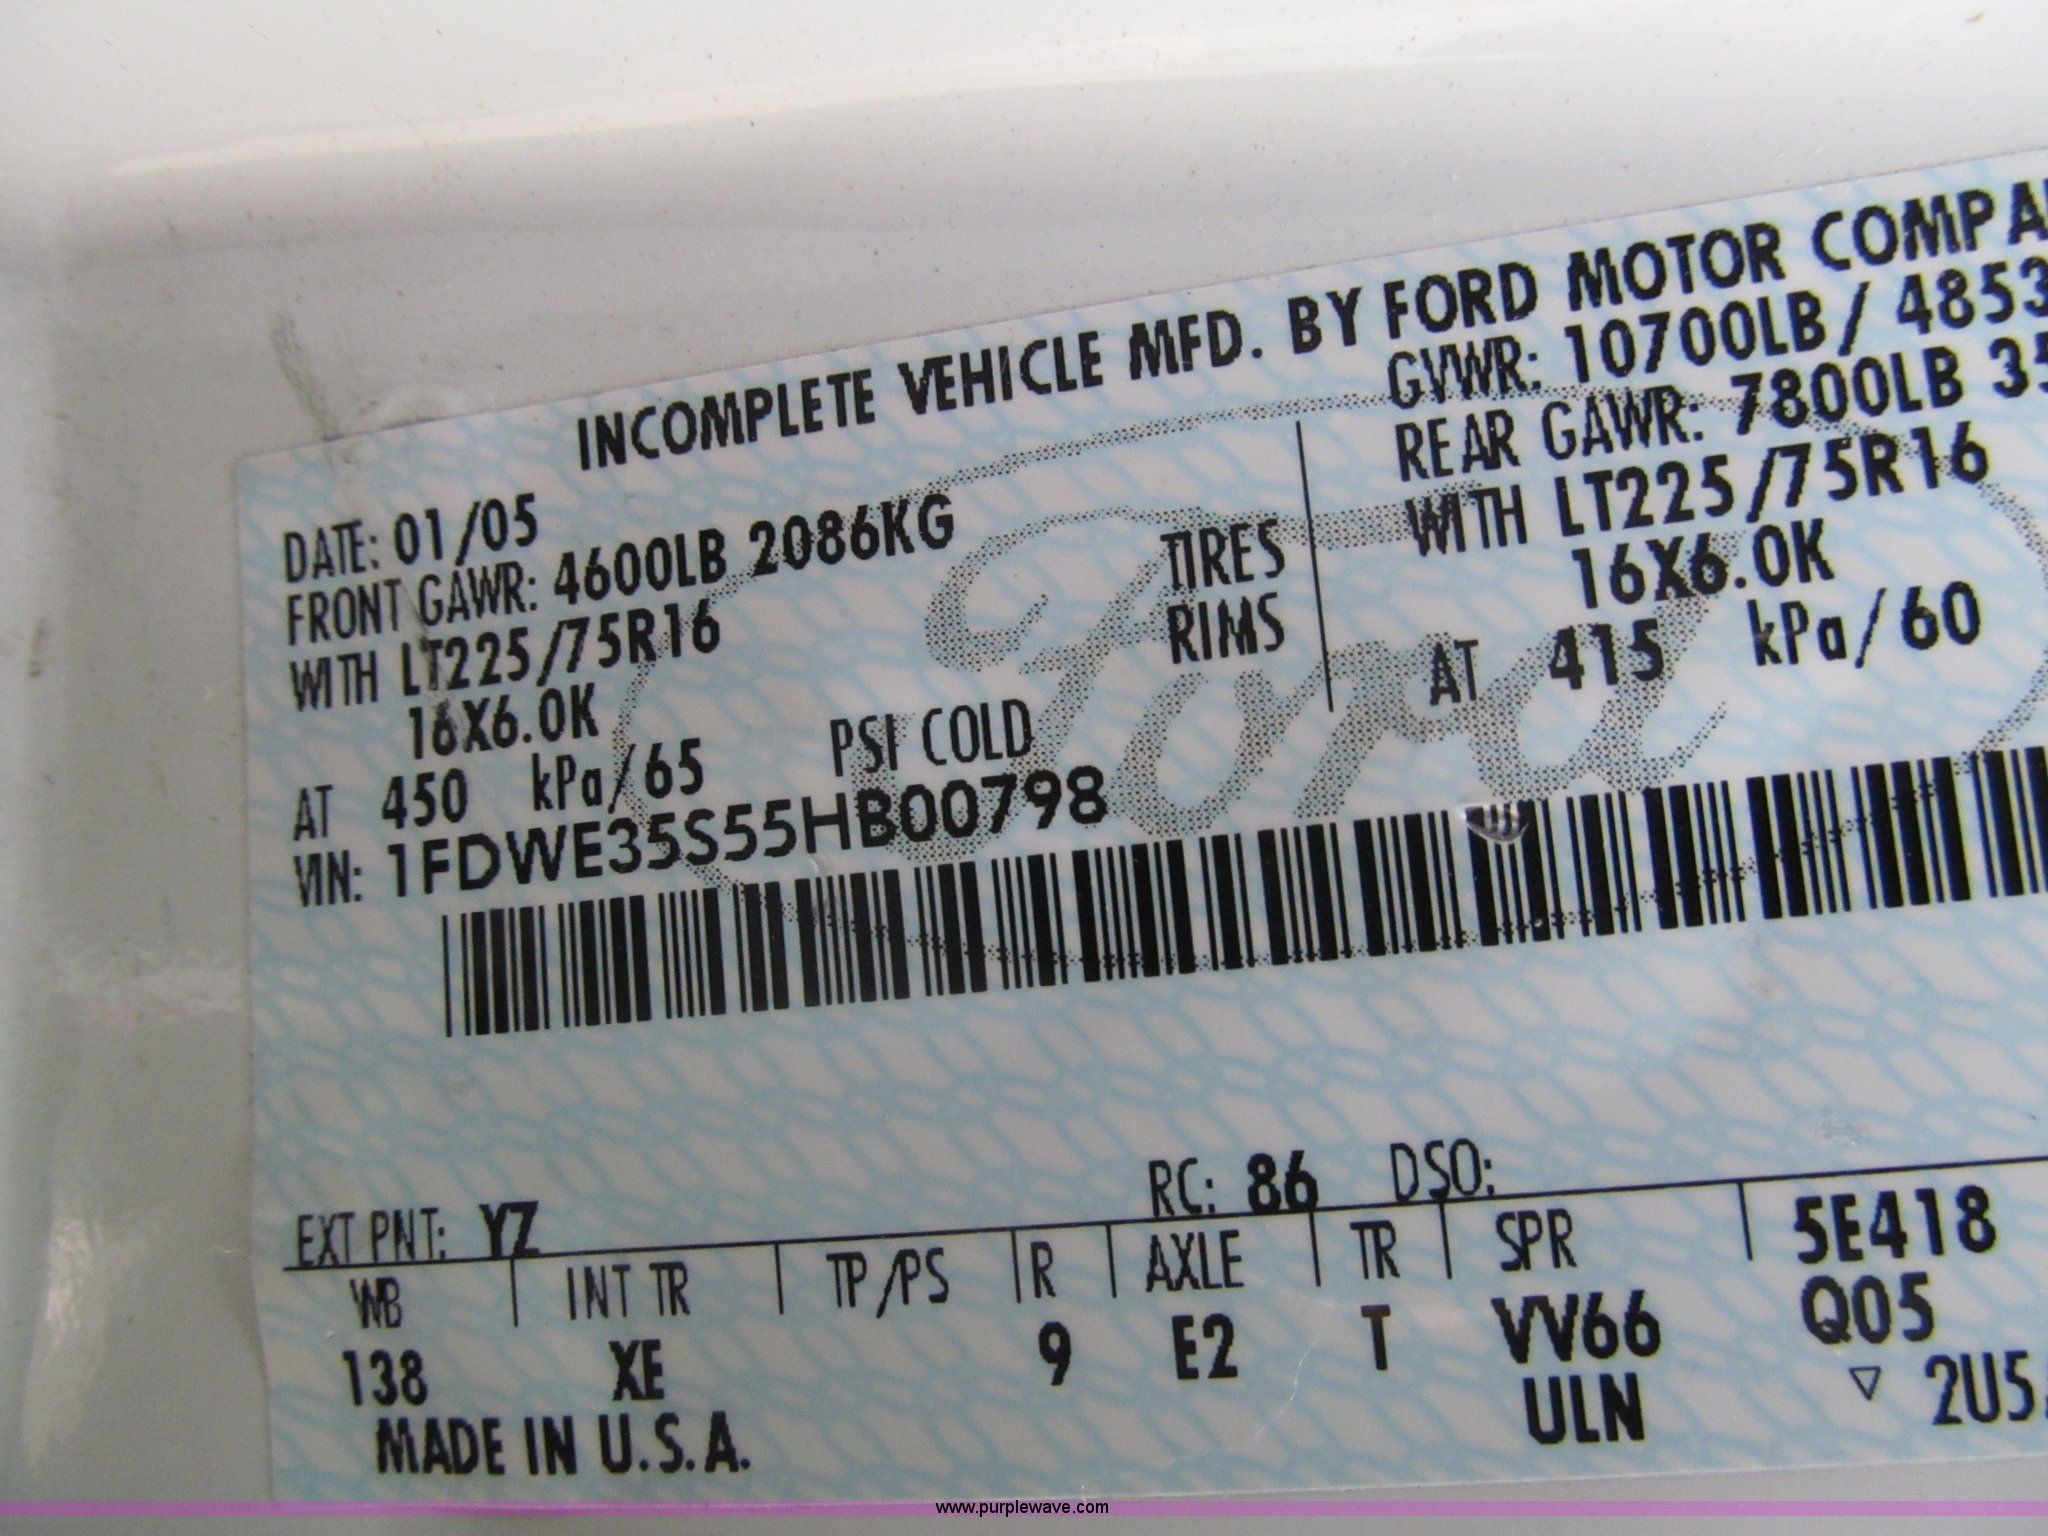 INCOMPLETE VEHICLE MFD. BY FORD MOTOR COMPA
DATE: 01/05 GVWR: 10700LB/ 4853
FRONT GAWR: 4600LB 2086KG REAR GAWR: 7800LB 35
WITH LT225/75R16 TIRES WITH LT225/75R16
16X6.0K RIMS 16X6.0K
AT 450 kPa/65 PSI COLD AT 415 kPa/60
VIN: 1FDWE35S55HB00798
Ford
EXT PNT: YZ RC: 86 DSO:
WB INT TR TP/PS R AXLE TR SPR 5E418
138 XE 9 E2 T VV66 Q05
ULN ▽ 2U5
MADE IN U.S.A.
www.purplewave.com